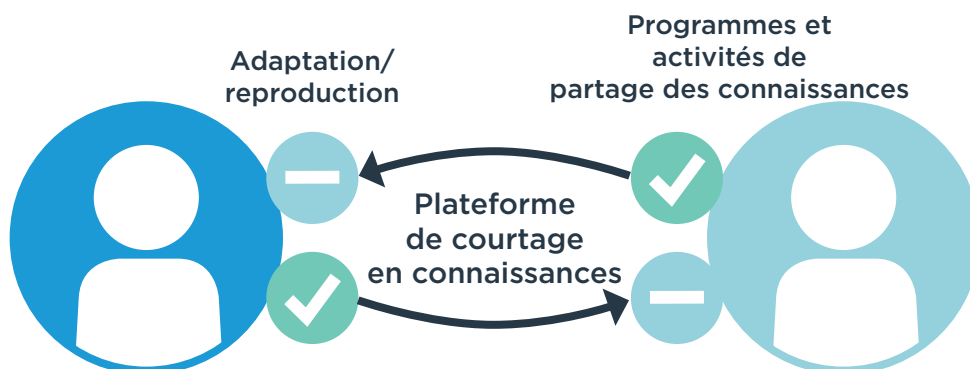 Adaptation/
reproduction
Programmes et
activités de
partage des connaissances
Plateforme
de courtage
en connaissances